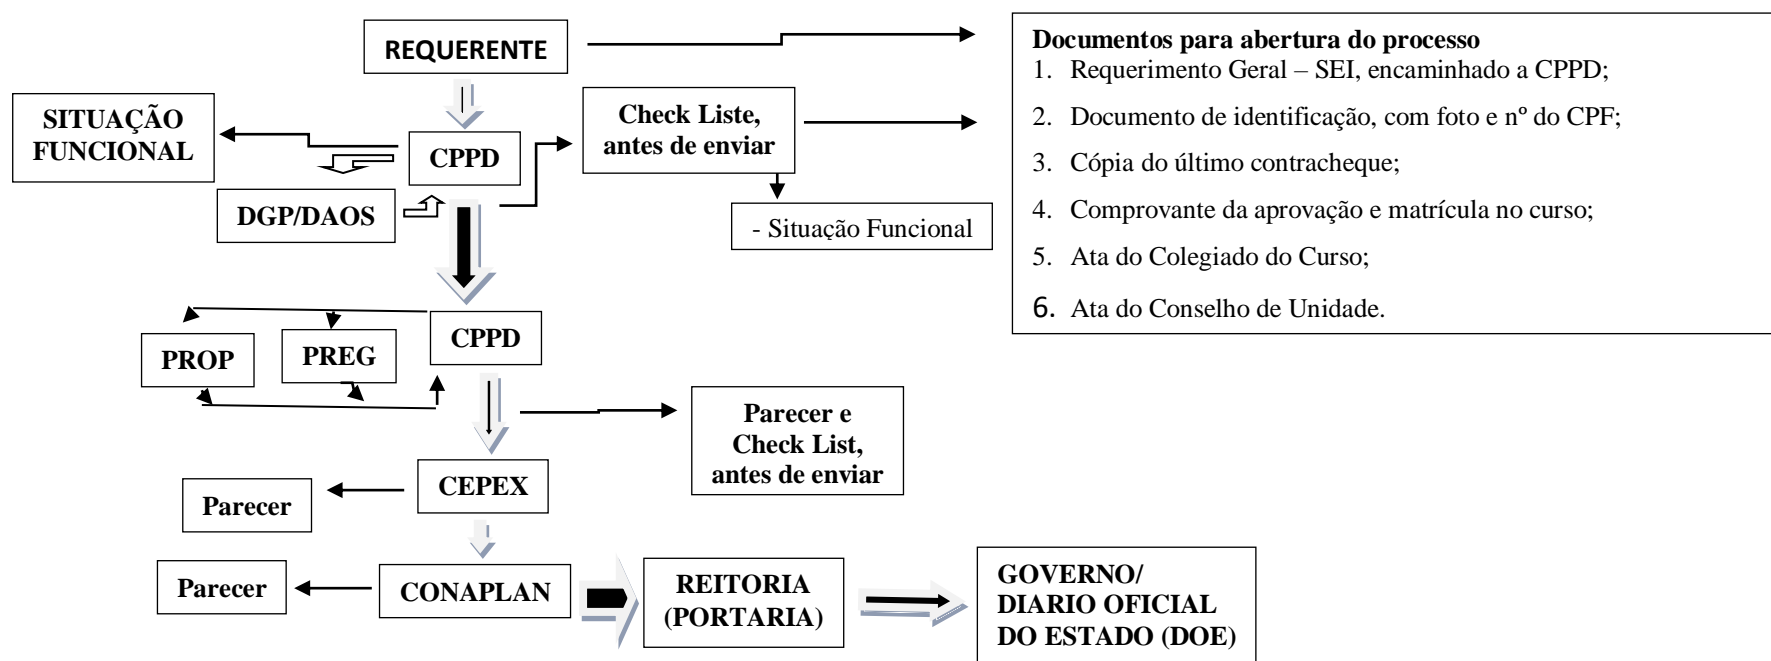 REQUERENTE
Documentos para abertura do processo
1. Requerimento Geral – SEI, encaminhado a CPPD;
2. Documento de identificação, com foto e nº do CPF;
3. Cópia do último contracheque;
4. Comprovante da aprovação e matrícula no curso;
5. Ata do Colegiado do Curso;
6. Ata do Conselho de Unidade.
SITUAÇÃO
FUNCIONAL
CPPD
Check Liste,
antes de enviar
DGP/DAOS
- Situação Funcional
PROP
PREG
CPPD
Parecer e
Check List,
antes de enviar
CEPEX
Parecer
CONAPLAN
Parecer
REITORIA
(PORTARIA)
GOVERNO/
DIARIO OFICIAL
DO ESTADO (DOE)